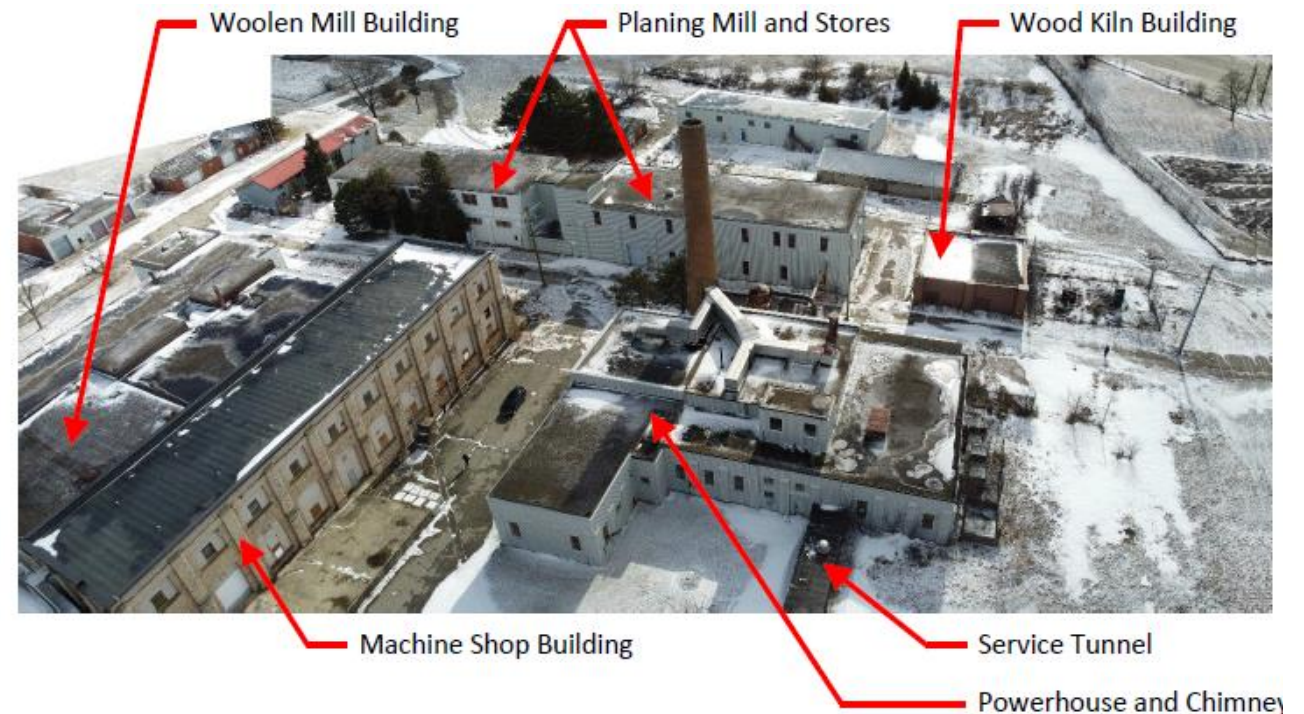 Woolen Mill Building
Planing Mill and Stores
Wood Kiln Building
Machine Shop Building
Service Tunnel
Powerhouse and Chimney